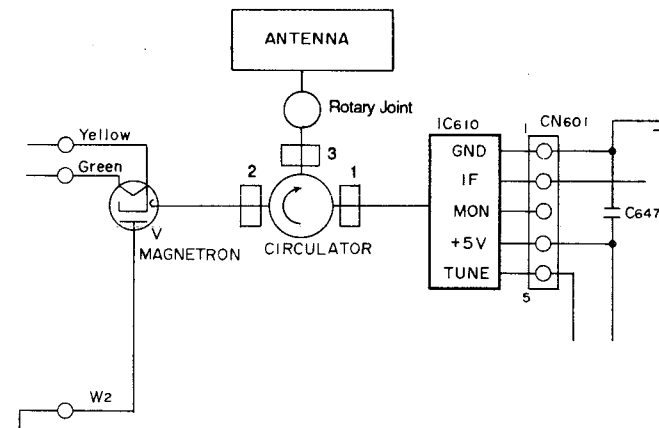 ANTENNA
Rotary Joint
3
Yellow
Green
2
1
V
MAGNETRON
CIRCULATOR
IC610
1
CN601
GND
IF
MON
+5V
TUNE
5
C647
W2